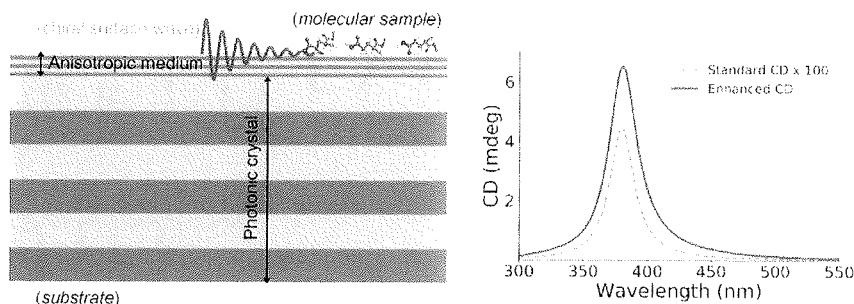 (chiral surface wave)
(molecular sample)
Anisotropic medium
Photonic crystal
(substrate)
Standard CD x 100
Enhanced CD
CD (mdeg)
6
4
2
300
350
400
450
500
550
Wavelength (nm)